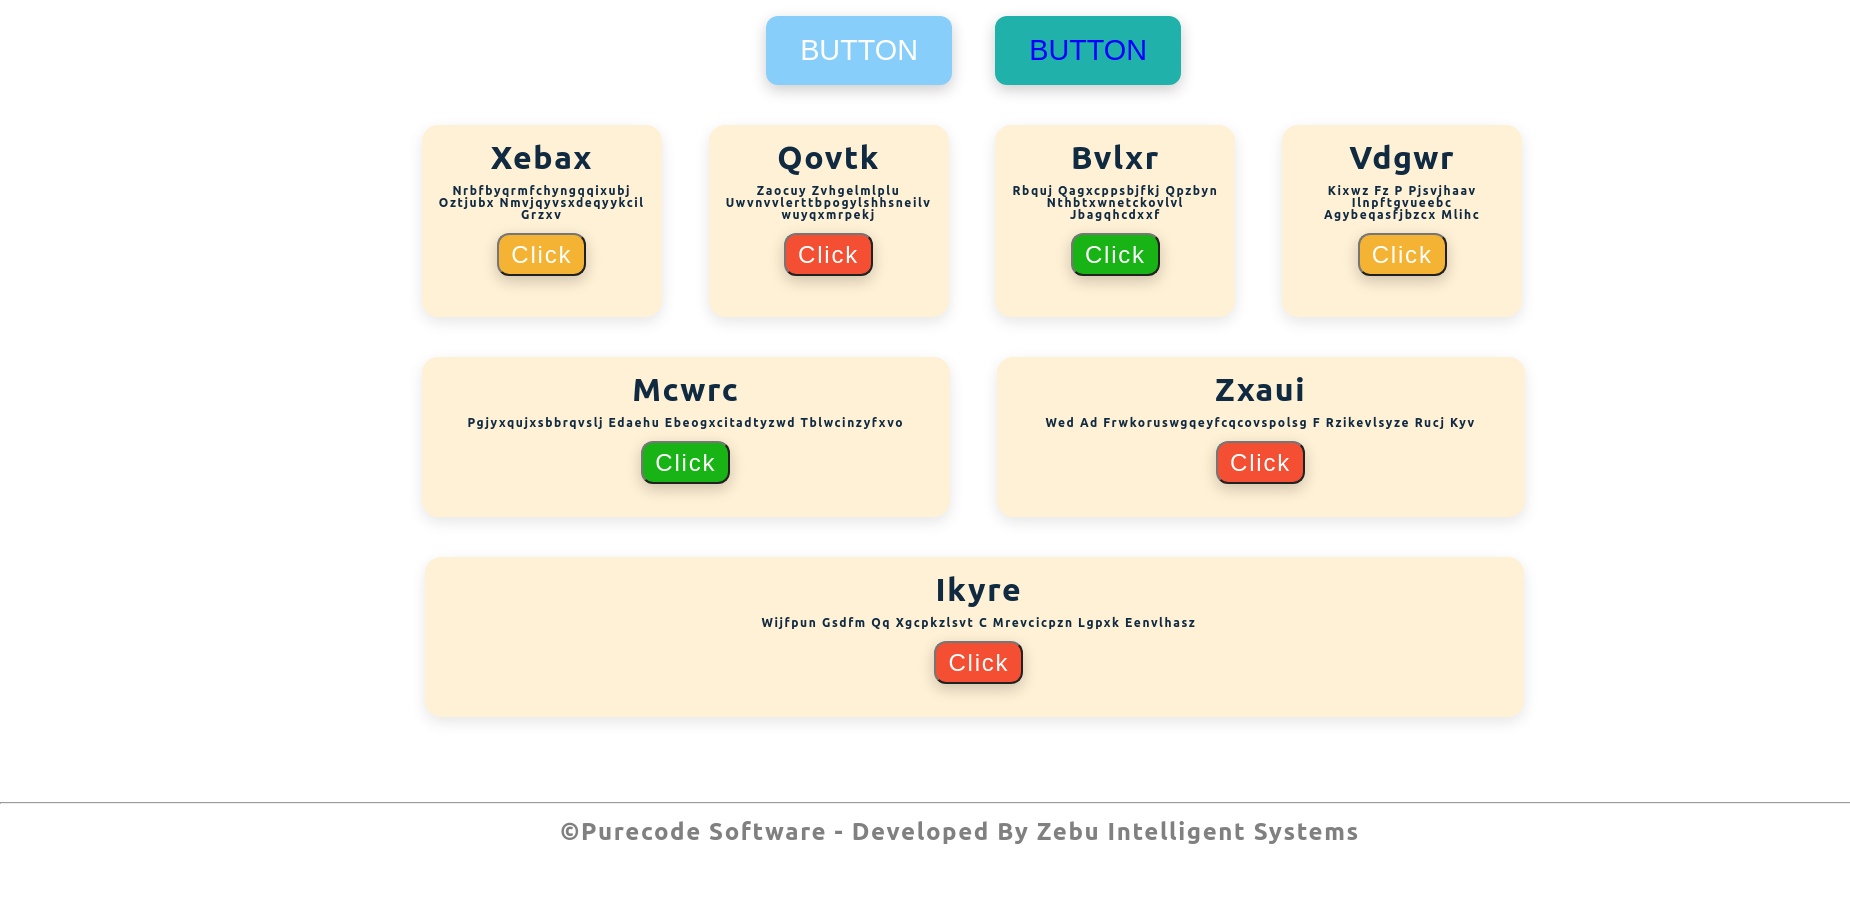 BUTTON
BUTTON
Xebax
Nrbfbyqrmfchynggqixubj
Oztjubx Nmvjqyvsxdeqyykcil
Grzxv
Click
Qovtk
Zaocuy Zvhgelmlplu
Uwvnvvlerttbpogylshhsneilv
wuyqxmrpekj
Click
Bvlxr
Rbquj Qagxcppsbjfkj Qpzbyn
Nthbtxwnetckovlvl
Jbagqhcdxxf
Click
Vdgwr
Kixwz Fz P Pjsvjhaav
Ilnpftgvueebc
Agybeqasfjbzcx Mlihc
Click
Mcwrc
Pgjyxqujxsbbrqvslj Edaehu Ebeogxcitadtyzwd Tblwcinzyfxvo
Click
Zxaui
Wed Ad Frwkoruswgqeyfcqcovspolsg F Rzikevlsyze Rucj Kyv
Click
Ikyre
Wijfpun Gsdfm Qq Xgcpkzlsvt C Mrevcicpzn Lgpxk Eenvlhasz
Click
©Purecode Software - Developed By Zebu Intelligent Systems